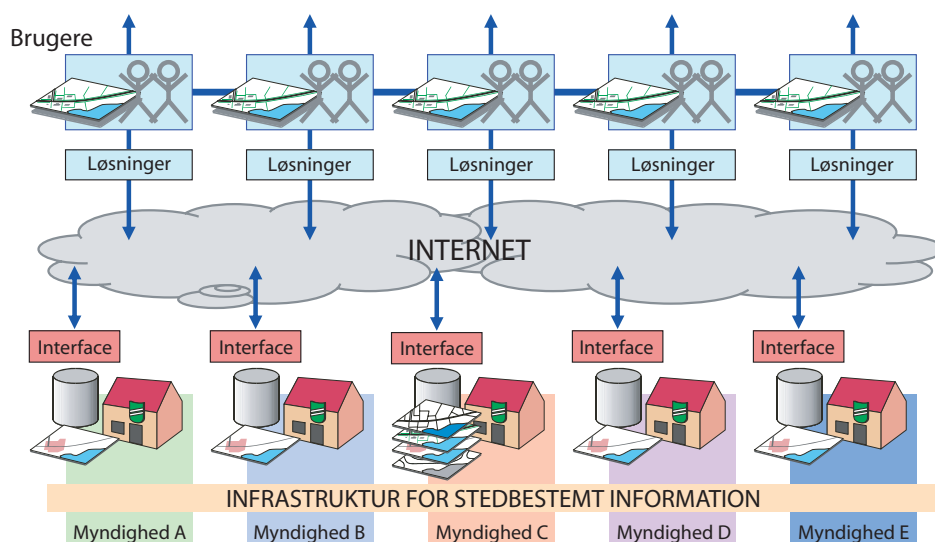 Brugere
Løsninger Løsninger Løsninger Løsninger Løsninger
INTERNET
Interface Interface Interface Interface Interface
INFRASTRUKTUR FOR STEDBESTEMT INFORMATION
Myndighed A Myndighed B Myndighed C Myndighed D Myndighed E